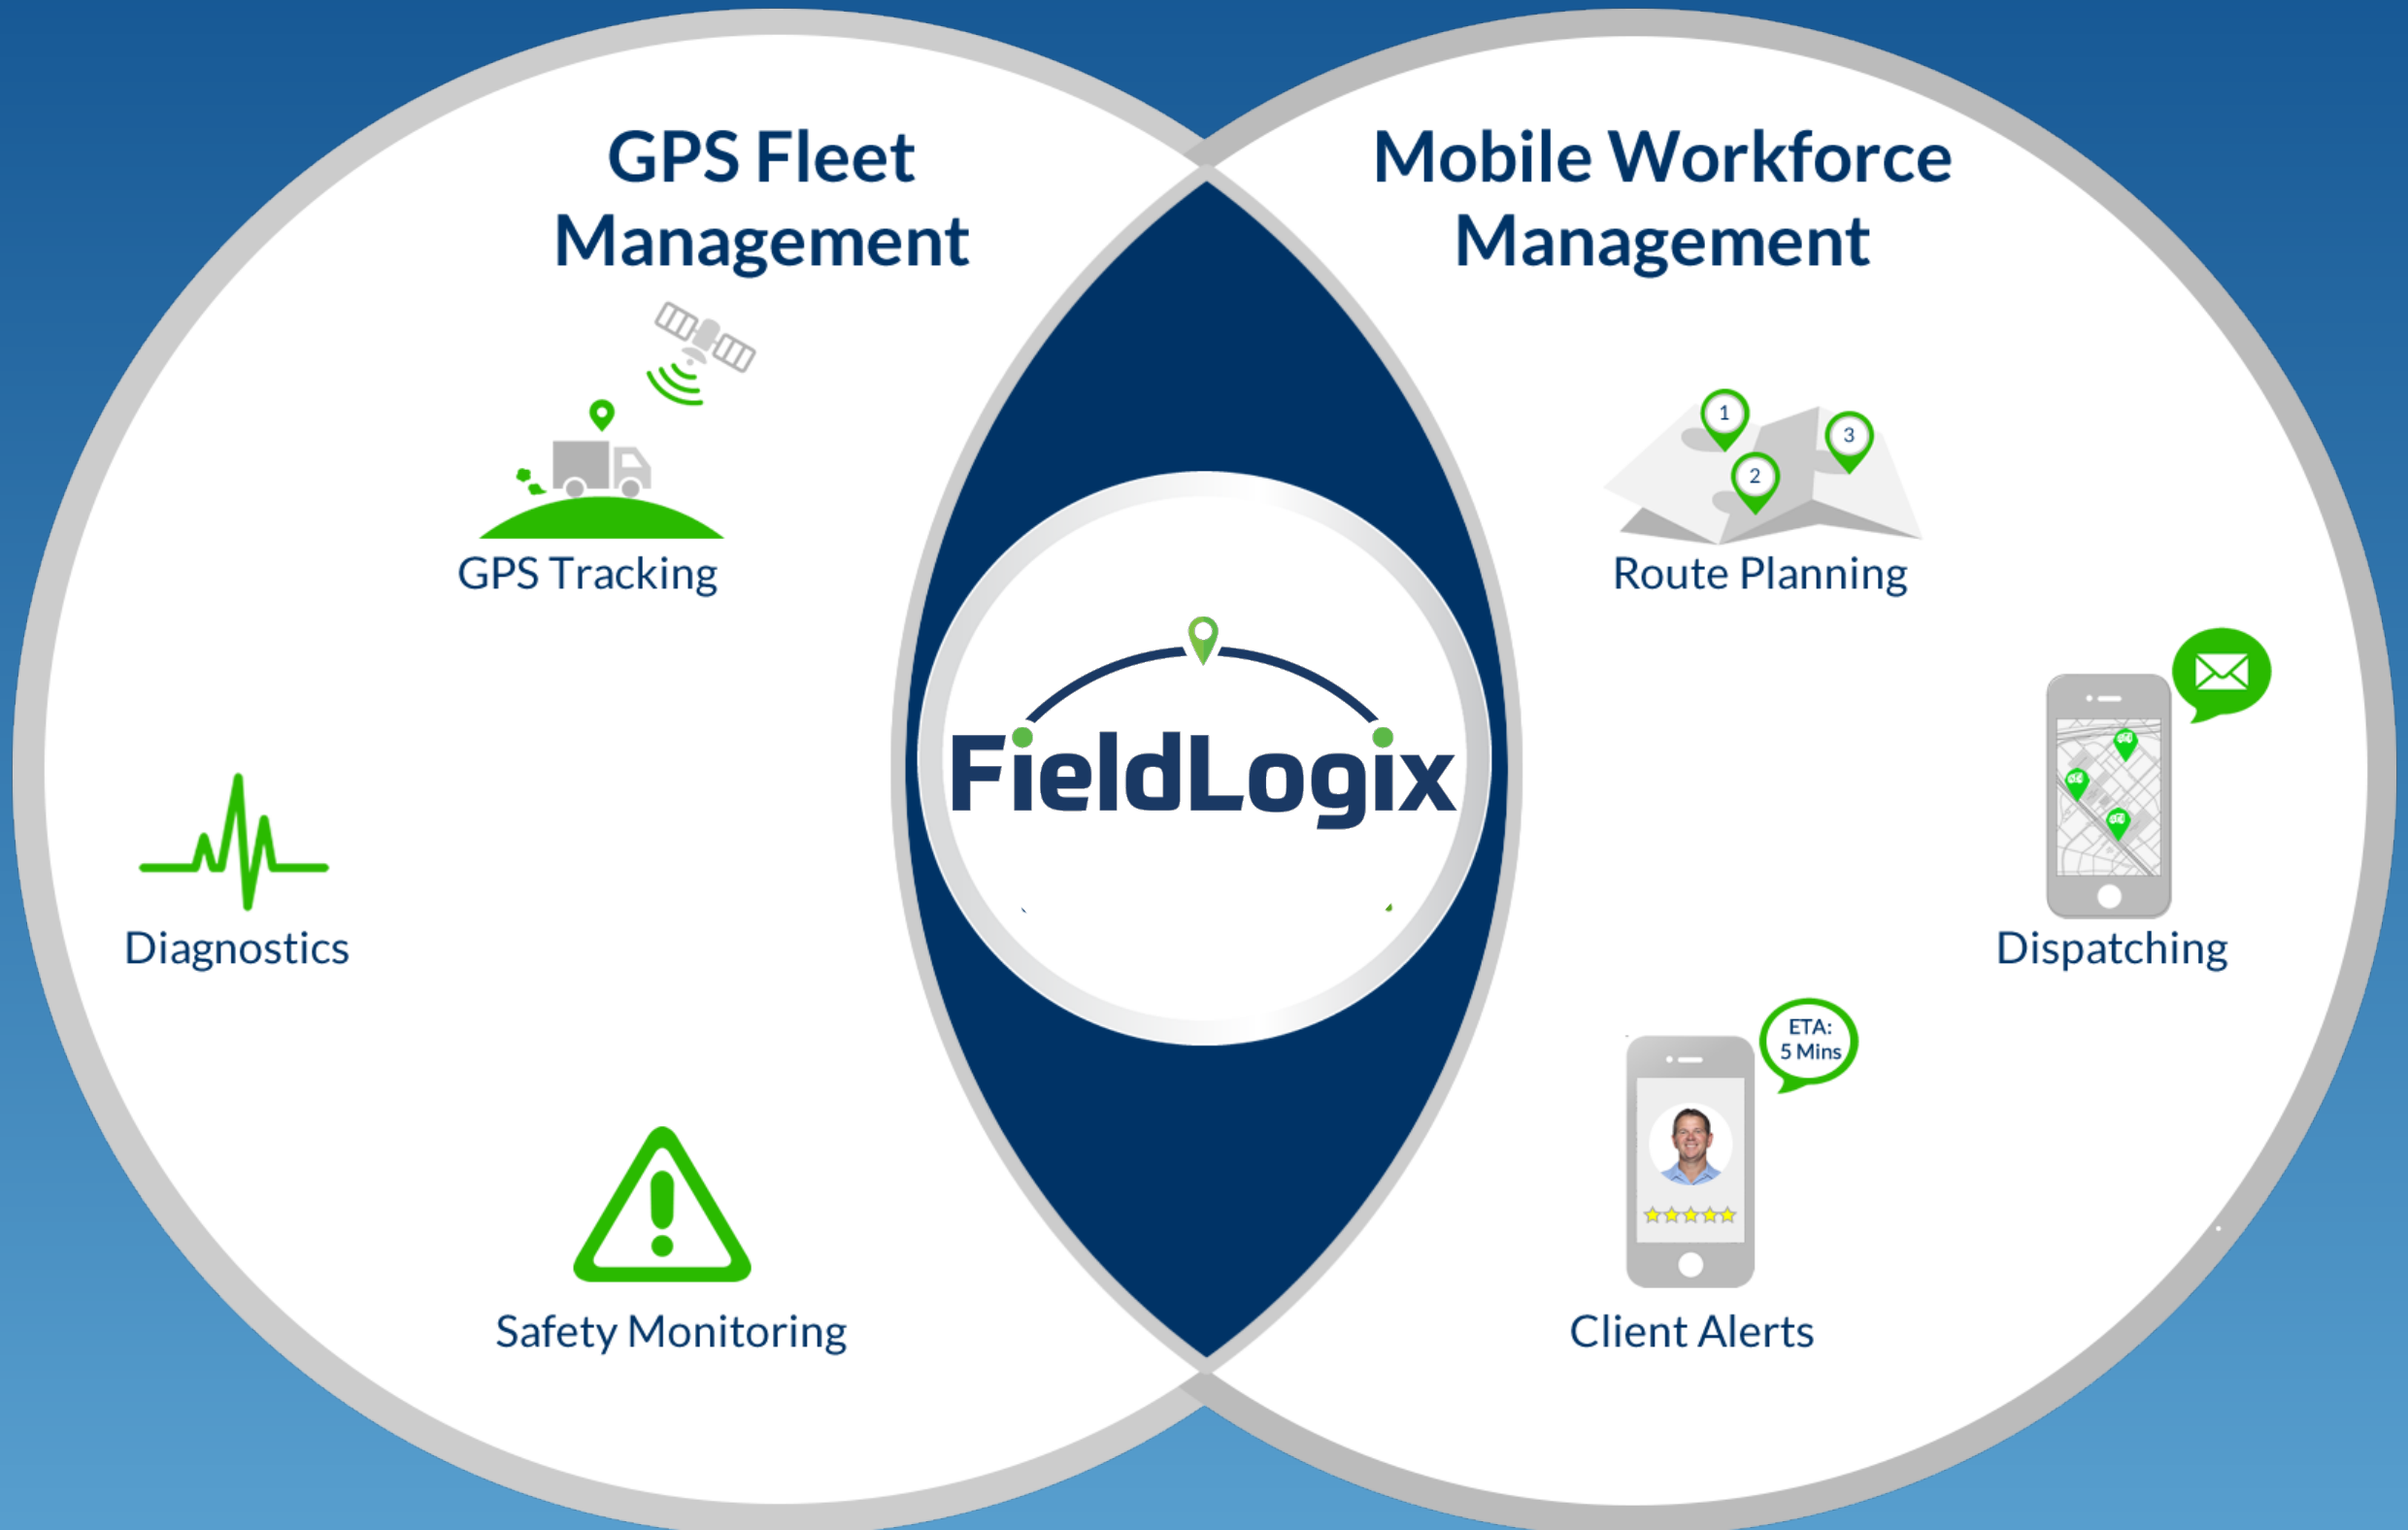 GPS Fleet
Management
Mobile Workforce
Management
GPS Tracking
1
2
3
Route Planning
FieldLogix
Diagnostics
Dispatching
ETA:
5 Mins
Safety Monitoring
Client Alerts